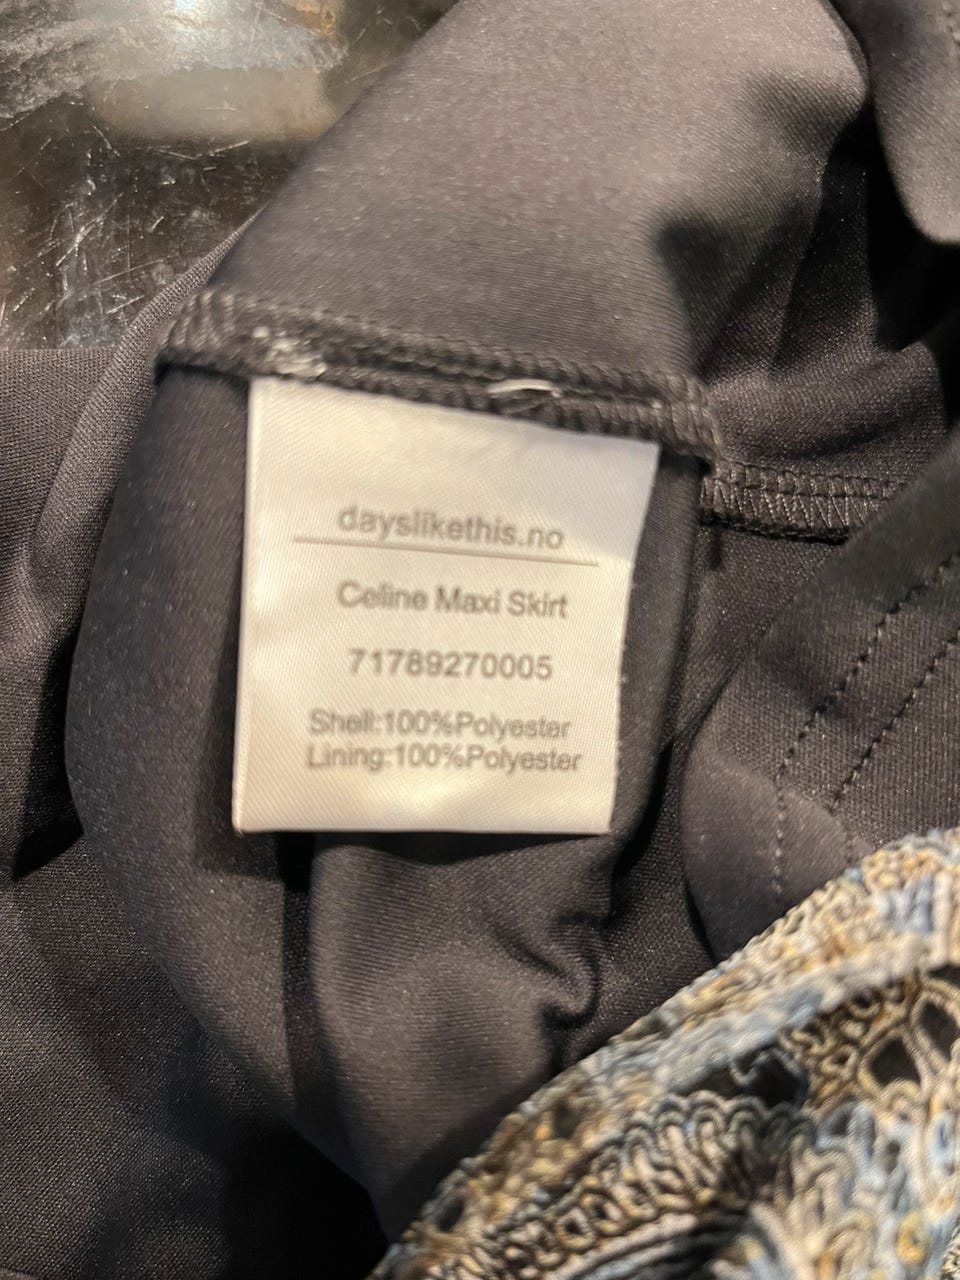 dayslikethis.no
Celine Maxi Skirt
71789270005
Shell:100%Polyester
Lining:100%Polyester